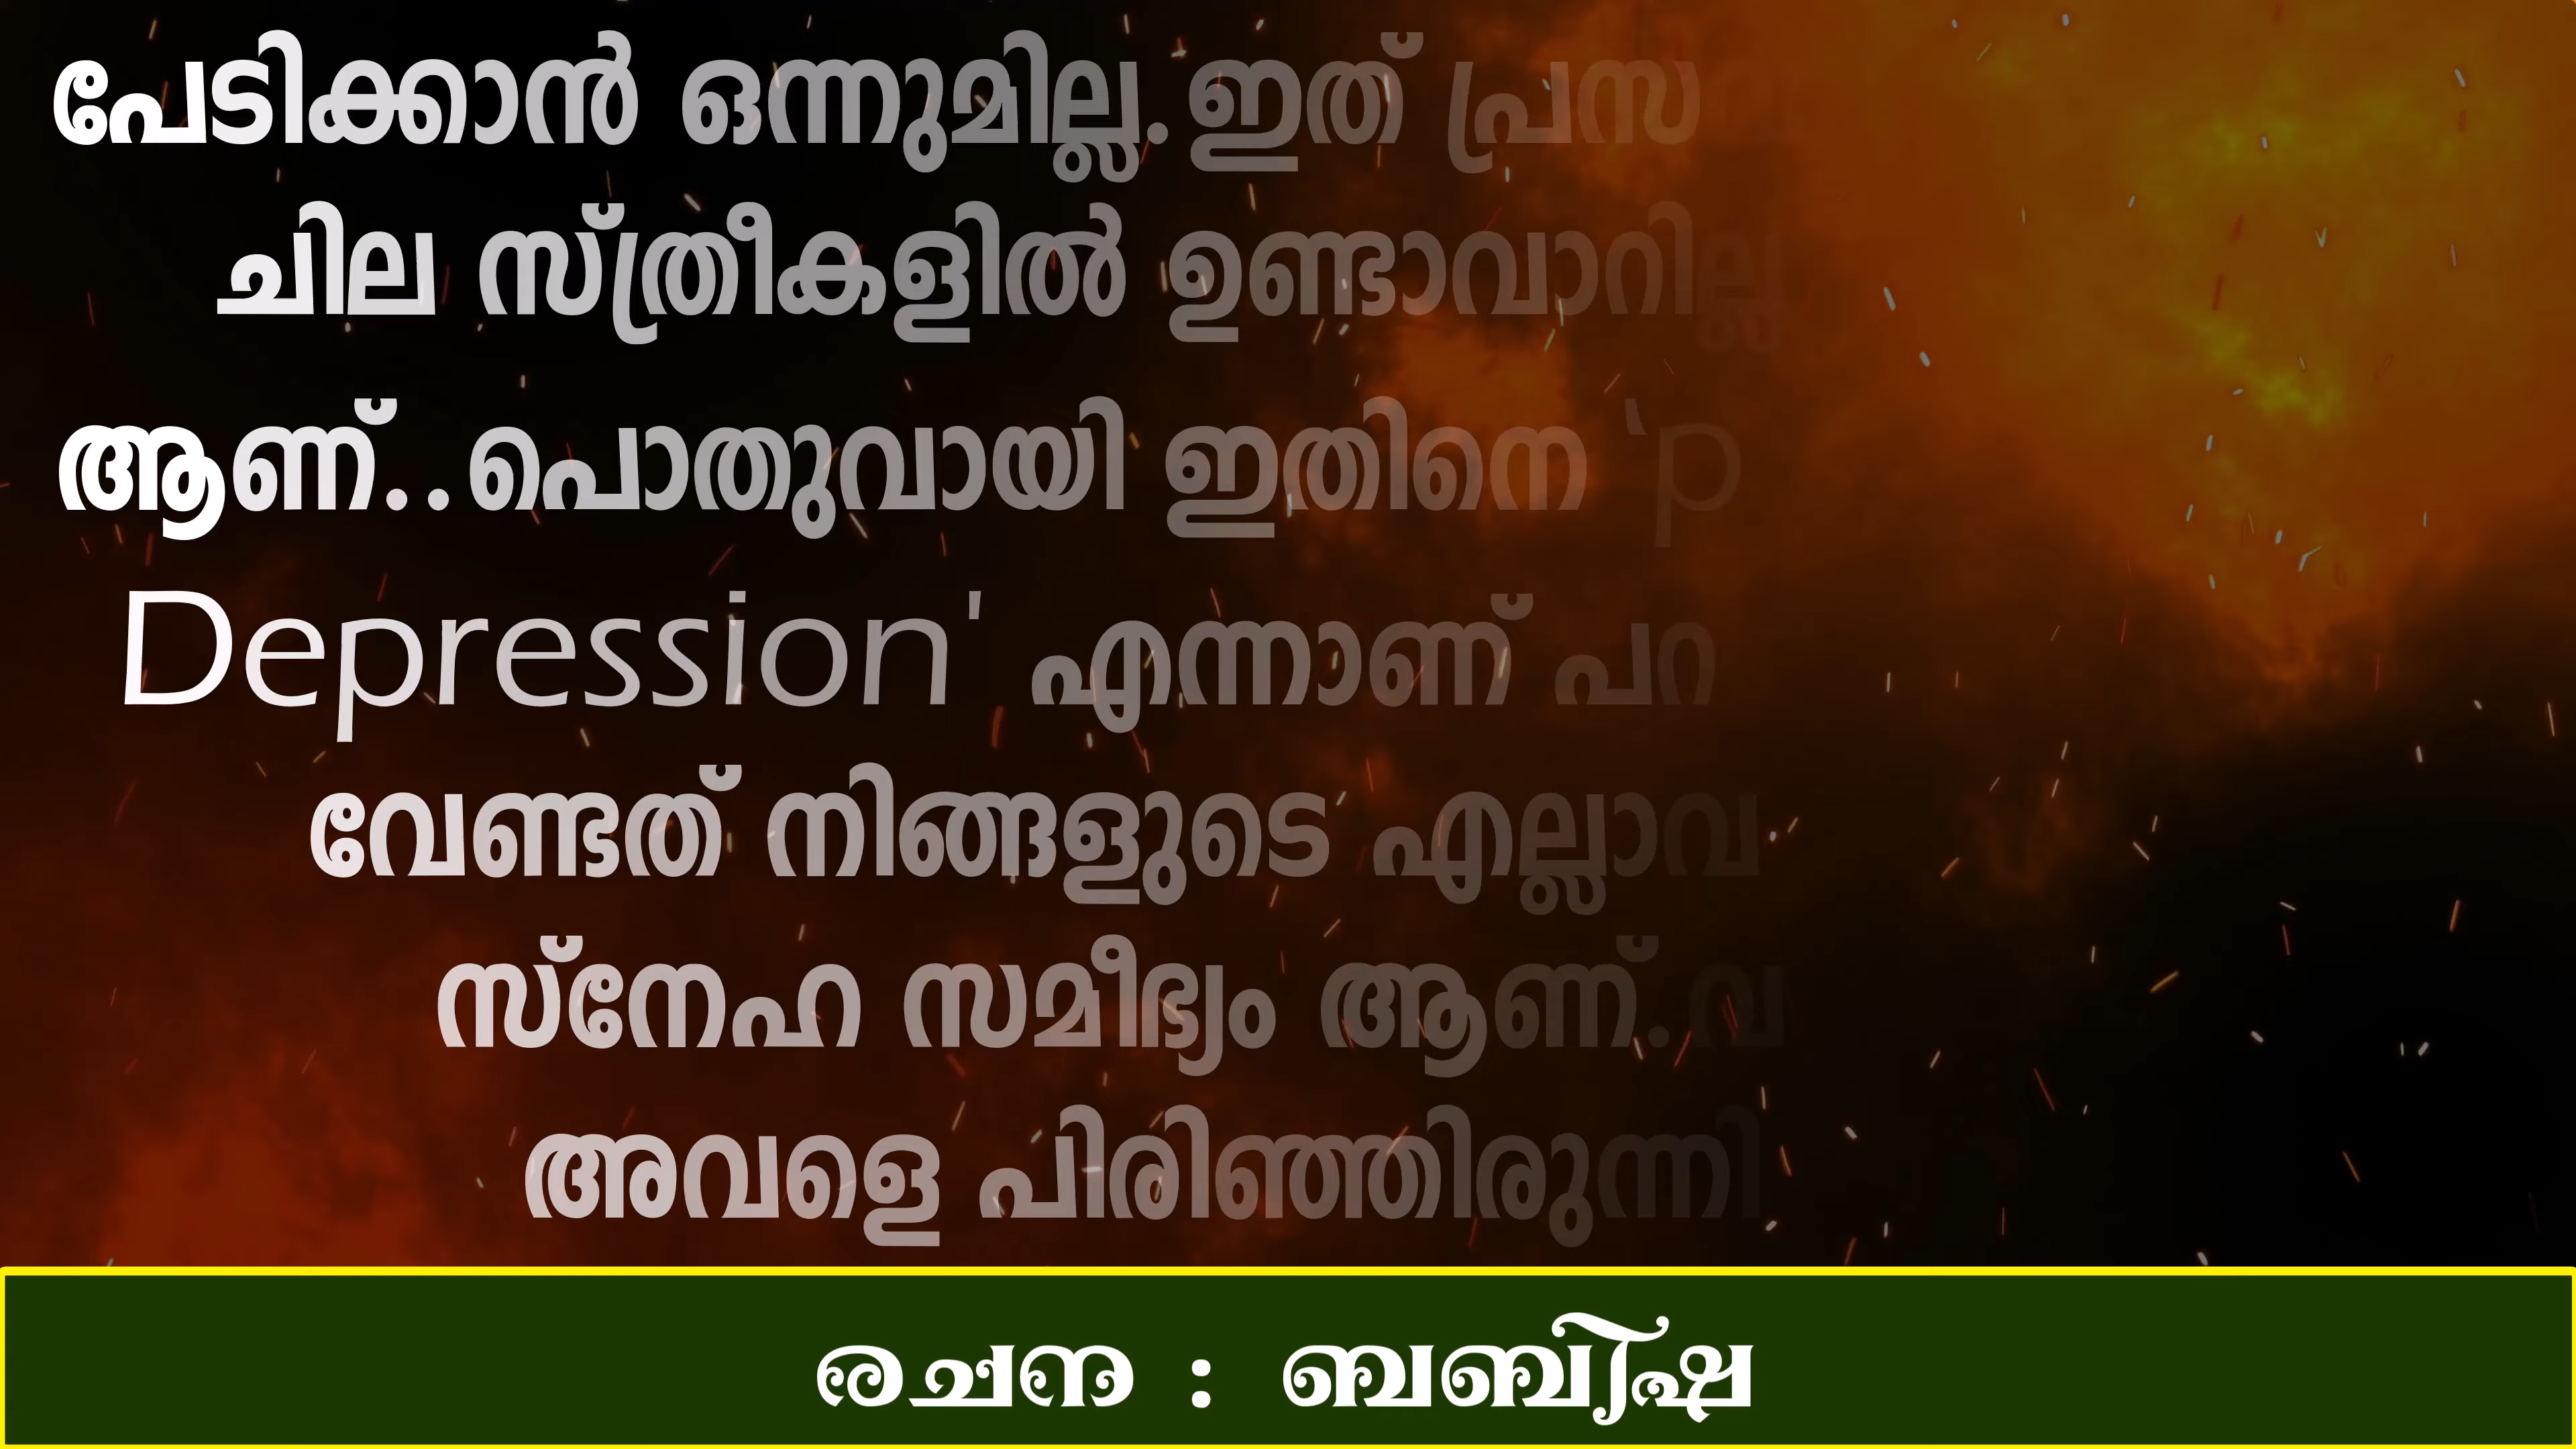 പേടിക്കാൻ ഒന്നുമില്ല.ഇത് പ്രസ
ചില സ്ത്രീകളിൽ ഉണ്ടാവാറില്ല
ആണ്..പൊതുവായി ഇതിനെ 'p
Depression' എന്നാണ് പറ
വേണ്ടത് നിങ്ങളുടെ എല്ലാവ
സ്നേഹ സമീഭ്യം ആണ്.വ
അവളെ പിരിഞ്ഞിരുന്നി
രചന : ബബിഷ